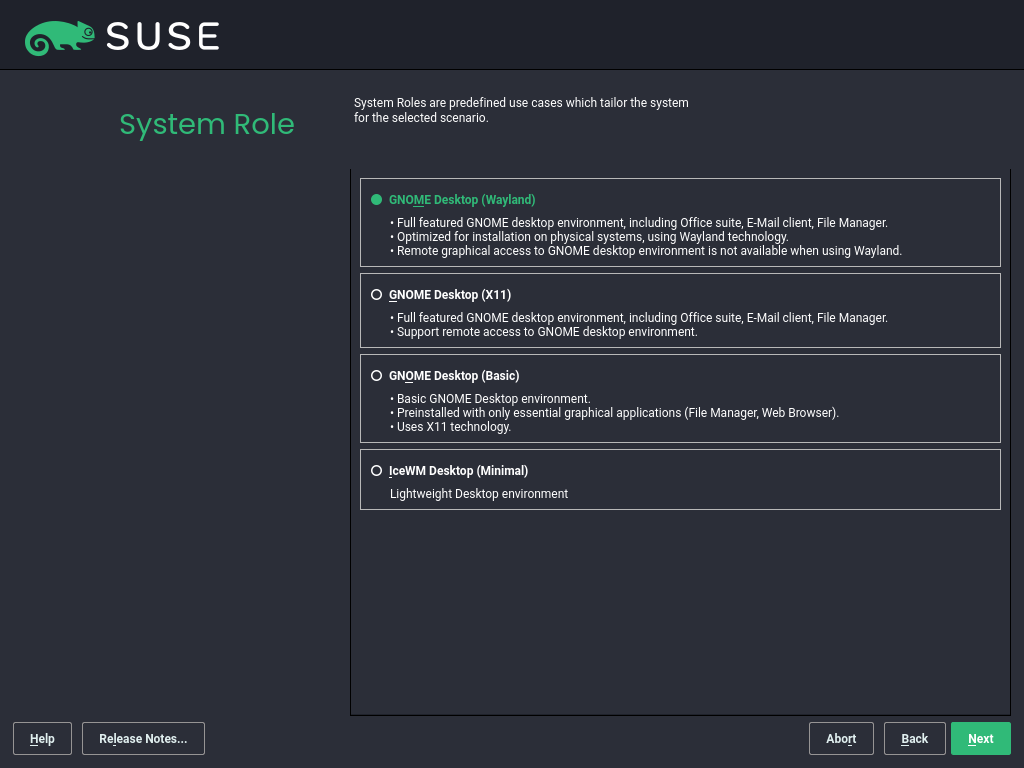 SUSE
System Role
System Roles are predefined use cases which tailor the system
for the selected scenario.
GNOME Desktop (Wayland)
• Full featured GNOME desktop environment, including Office suite, E-Mail client, File Manager.
• Optimized for installation on physical systems, using Wayland technology.
• Remote graphical access to GNOME desktop environment is not available when using Wayland.
GNOME Desktop (X11)
• Full featured GNOME desktop environment, including Office suite, E-Mail client, File Manager.
• Support remote access to GNOME desktop environment.
GNOME Desktop (Basic)
• Basic GNOME Desktop environment.
• Preinstalled with only essential graphical applications (File Manager, Web Browser).
• Uses X11 technology.
IceWM Desktop (Minimal)
Lightweight Desktop environment
Help Release Notes... Abort Back Next